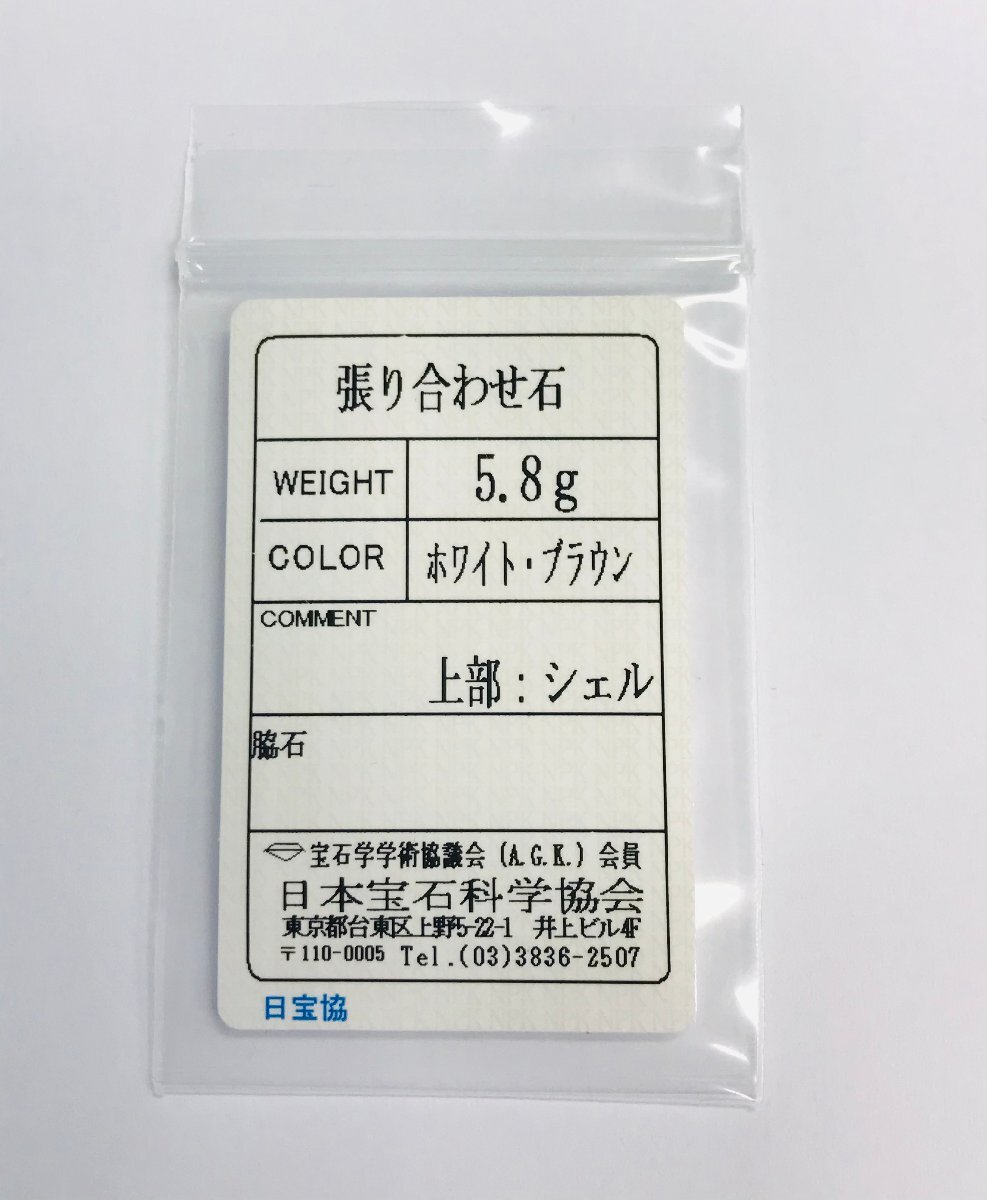 張り合わせ石
WEIGHT 5.8g
COLOR ホワイト・ブラウン
COMMENT
上部：シェル
脇石
宝石学学術協議会（A.G.K.）会員
日本宝石科学協会
東京都台東区上野5-22-1 井上ビル4F
〒110-0005 Tel.(03)3836-2507
日宝協